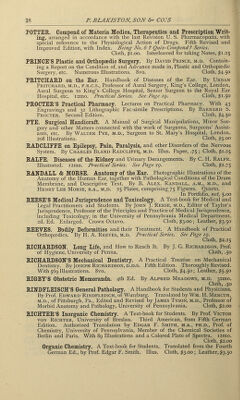 28 P. BLAKISTON, SON & CO.'S
POTTER. Compend of Materia Medica, Therapeutics and Prescription Writing,
arranged in accordance with the last Revision U. S. Pharmacopœia; with
special reference to the Physiological Action of Drugs. Fifth Revised and
Improved Edition, with Index. Being No. 6 ? Quiz-Compend ? Series.
Cloth, $1.00. Interleaved for taking Notes, $1.25
PRINCE'S Plastic and Orthopedic Surgery. By DAVID PRINCE, M.D. Containing
a Report on the Condition of, and Advance made in, Plastic and Orthopedic
Surgery, etc. Numerous Illustrations. 8vo. Cloth, $4.50
PRITCHARD on the Ear. Handbook of Diseases of the Ear. By URBAN
PRITCHARD, M.D., F.R.C.S., Professor of Aural Surgery, King's College, London,
Aural Surgeon to King's College Hospital, Senior Surgeon to the Royal Ear
Hospital, etc. 12mo. Practical Series. See Page 19.
PROCTER'S Practical Pharmacy. Lectures on Practical Pharmacy. With 43
Engravings and 32 Lithographic Fac-simile Prescriptions. By BARNARD S.
PROCTER. Second Edition. Cloth, $4.50
PYE. Surgical Handicraft. A Manual of Surgical Manipulations, Minor Surgery
and other Matters connected with the work of Surgeons, Surgeons' Assistants,
etc. By WALTER PYE, M.D., Surgeon to St. Mary's Hospital, London.
208 Illustrations. Cloth, $5.00
RADCLIFFE on Epilepsy, Pain, Paralysis, and other Disorders of the Nervous
System. By CHARLES BLAND RADCLIFFE, M.D. Illus. Paper, .75; Cloth, $1.25
RALFE. Diseases of the Kidney and Urinary Derangements. By C. H. RALFE.
Illustrated. 12mo. Practical Series. See Page 19. Cloth, $2.75
RANDALL & MORSE. Anatomy of the Ear. Photographic Illustrations of the
Anatomy of the Human Ear, together with Pathological Conditions of the Drum
Membrane, and Descriptive Text. By B. ALEX. RANDALL, A.M., M.D., and
HENRY LEE MORSE, B.A., M.D. 25 Plates, comprising 75 Figures. Quarto.
In Portfolio, net 5.00
REESE'S Medical Jurisprudence and Toxicology. A Text-book for Medical and
Legal Practitioners and Students. By JOHN J. REESE, M.D., Editor of Taylor's
Jurisprudence, Professor of the Principles and Practice of Medical Jurisprudence,
including Toxicology, in the University of Pennsylvania Medical Department.
2d. Ed. Enlarged. Crown Octavo. Cloth, $3.00; Leather, $3.50
REEVES. Bodily Deformities and their Treatment. A Handbook of Practical
Orthopædics. By H. A. REEVES, M.D. Practical Series. See Page 19.
Cloth, $2.25
RICHARDSON. Long Life, and How to Reach It. By J. G. RICHARDSON, Prof.
of Hygiene, University of Penna. Cloth, .50
RICHARDSON'S Mechanical Dentistry. A Practical Treatise on Mechanical
Dentistry. By JOSEPH RICHARDSON, D.D.S. Fifth Edition. Thoroughly Revised.
With 569 Illustrations. 8vo. Cloth, $4.50; Leather, $5.50
RIGBY'S Obstetric Memoranda. 4th Ed. By ALFRED MEADOWS, M.D. 32mo.
Cloth, .50
RINDFLEISCH'S General Pathology. A Handbook for Students and Physicians.
By Prof. EDWARD RINDFLEISCH, of Wurzburg. Translated by WM. H. MERCUR,
M.D., of Pittsburgh, Pa., Edited and Revised by JAMES TYSON, M.D., Professor of
Morbid Anatomy and Pathology, University of Pennsylvania. Cloth, $2.00
RICHTER'S Inorganic Chemistry. A Text-book for Students. By Prof. VICTOR
VON RICHTER, University of Breslau. Third American, from Fifth German
Edition. Authorized Translation by EDGAR F. SMITH, M.A., PH.D., Prof. of
Chemistry, University of Pennsylvania, Member of the Chemical Societies of
Berlin and Paris. With 89 Illustrations and a Colored Plate of Spectra. 12mo.
Cloth, $2.00
Organic Chemistry. A Text-book for Students. Translated from the Fourth
German Ed., by Prof. Edgar F. Smith. Illus. Cloth, $3.00; Leather, $3.50